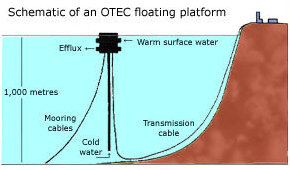 Schematic of an OTEC floating platform
Efflux
Warm surface water
1,000 metres
Mooring
cables
Transmission
cable
Cold
water